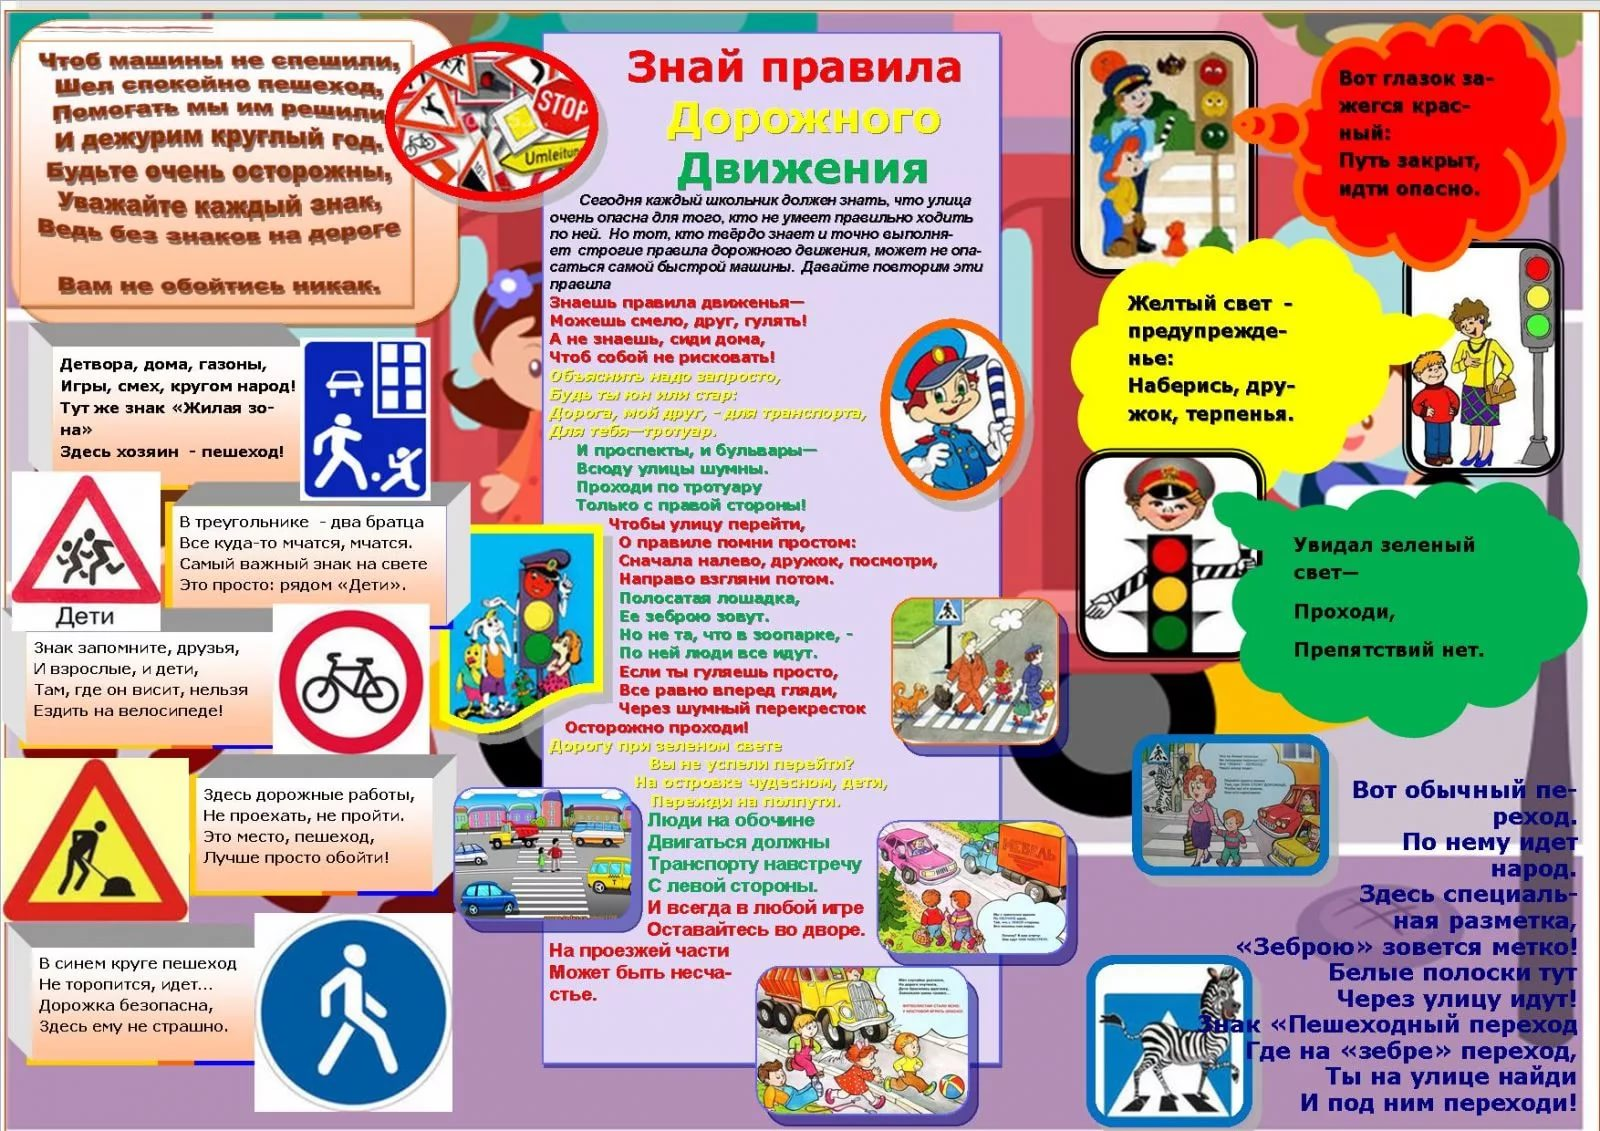 Чтоб машины не спешили,
Шел спокойно пешеход,
Помогать мы им решили
И дежурим круглый год.
Будьте очень осторожны,
Уважайте каждый знак,
Ведь без знаков на дороге
Вам не обойтись никак.
STOP
Umleitun
Детвора, дома, газоны,
Игры, смех, кругом народ!
Тут же знак «Жилая зо-
на»
Здесь хозяин - пешеход!
В треугольнике - два братца
Все куда-то мчатся, мчатся.
Самый важный знак на свете
Это просто: рядом «Дети».
Дети
Знак запомните, друзья,
И взрослые, и дети,
Там, где он висит, нельзя
Ездить на велосипеде!
Здесь дорожные работы,
Не проехать, не пройти.
Это место, пешеход,
Лучше просто обойти!
В синем круге пешеход
Не торопится, идет...
Дорожка безопасна,
Здесь ему не страшно.
Знай правила
Дорожного
Движения
Сегодня каждый школьник должен знать, что улица
очень опасна для того, кто не умеет правильно ходить
по ней. Но тот, кто твёрдо знает и точно выполня-
ет строгие правила дорожного движения, может не опа-
саться самой быстрой машины. Давайте повторим эти
правила
Знаешь правила движенья—
Можешь смело, друг, гулять!
А не знаешь, сиди дома,
Чтоб собой не рисковать!
Объяснить надо запросто,
Будь ты юн или стар:
Дорога, мой друг, - для транспорта,
Для тебя—тротуар.
И проспекты, и бульвары—
Всюду улицы шумны.
Проходи по тротуару
Только с правой стороны!
Чтобы улицу перейти,
О правиле помни простом:
Сначала налево, дружок, посмотри,
Направо взгляни потом.
Полосатая лошадка,
Ее зеброю зовут.
Но не та, что в зоопарке, -
По ней люди все идут.
Если ты гуляешь просто,
Все равно вперед гляди,
Через шумный перекресток
Осторожно проходи!
Дорогу при зеленом свете
Вы не успели перейти?
На островке чудесном, дети,
Пережди на полпути.
Люди на обочине
Двигаться должны
Транспорту навстречу
С левой стороны.
И всегда в любой игре
Оставайтесь во дворе.
На проезжей части
Может быть несча-
стье.
МЕБЕЛЬ
Вот глазок за-
жегся крас-
ный:
Путь закрыт,
идти опасно.
Желтый свет -
предупрежде-
нье:
Наберись, дру-
жок, терпенья.
Увидал зеленый
свет—
Проходи,
Препятствий нет.
Вот обычный пе-
реход.
По нему идет
народ.
Здесь специаль-
ная разметка,
«Зеброю» зовется метко!
Белые полоски тут
Через улицу идут!
Знак «Пешеходный переход
Где на «зебре» переход,
Ты на улице найди
И под ним переходи!